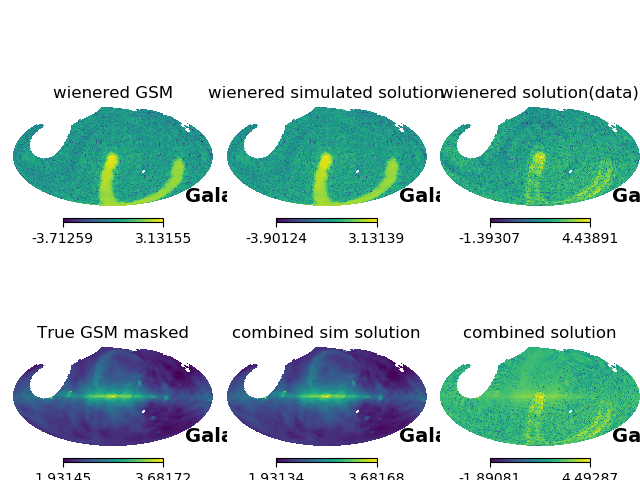 wienered GSM wienered simulated solution wienered solution(data)
Gala Gala Ga
-3.71259 3.13155 -3.90124 3.13139 -1.39307 4.43891
True GSM masked combined sim solution combined solution
Gala Gala Ga
1.93145 3.68172 1.93134 3.68168 -1.89081 4.49287